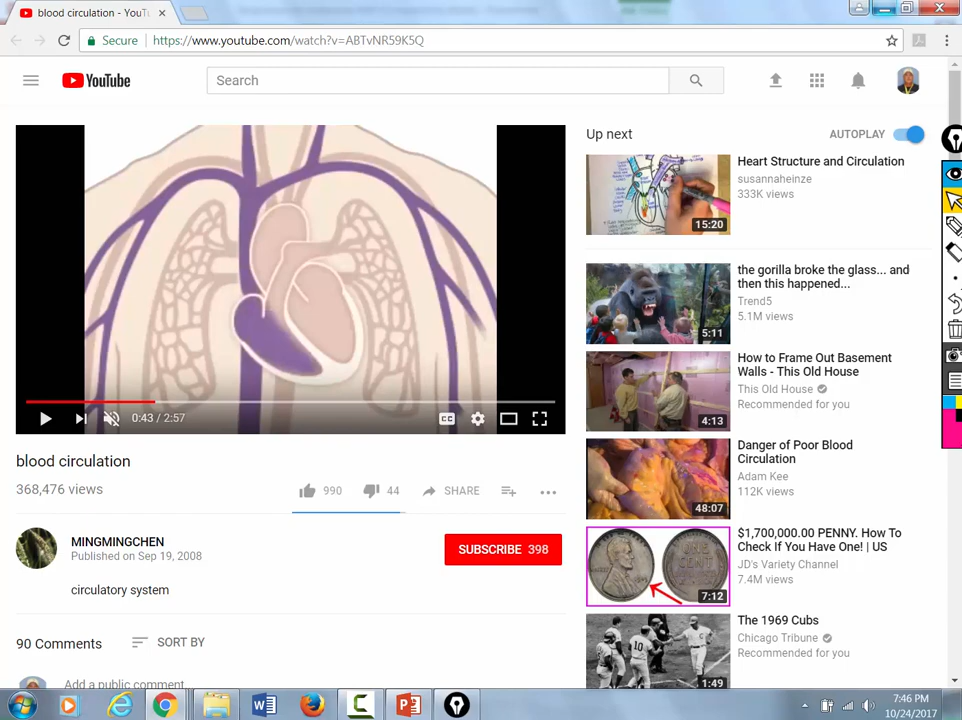 blood circulation - YouTu
Secure
https://www.youtube.com/watch?v=ABTvNR59K5Q
YouTube
Search
0:43 / 2:57
CC
blood circulation
368,476 views
990
44
SHARE
MINGMINGCHEN
Published on Sep 19, 2008
SUBSCRIBE 398
circulatory system
90 Comments
SORT BY
Add a public comment
Up next
AUTOPLAY
15:20
Heart Structure and Circulation
susannaheinze
333K views
5:11
the gorilla broke the glass... and
then this happened...
Trend5
5.1M views
4:13
How to Frame Out Basement
Walls - This Old House
This Old House
Recommended for you
48:07
Danger of Poor Blood
Circulation
Adam Kee
112K views
ONE
CENT
7:12
$1,700,000.00 PENNY. How To
Check if You Have One! | US
JD's Variety Channel
7.4M views
10
1:49
The 1969 Cubs
Chicago Tribune
Recommended for you
7:46 PM
10/24/2017